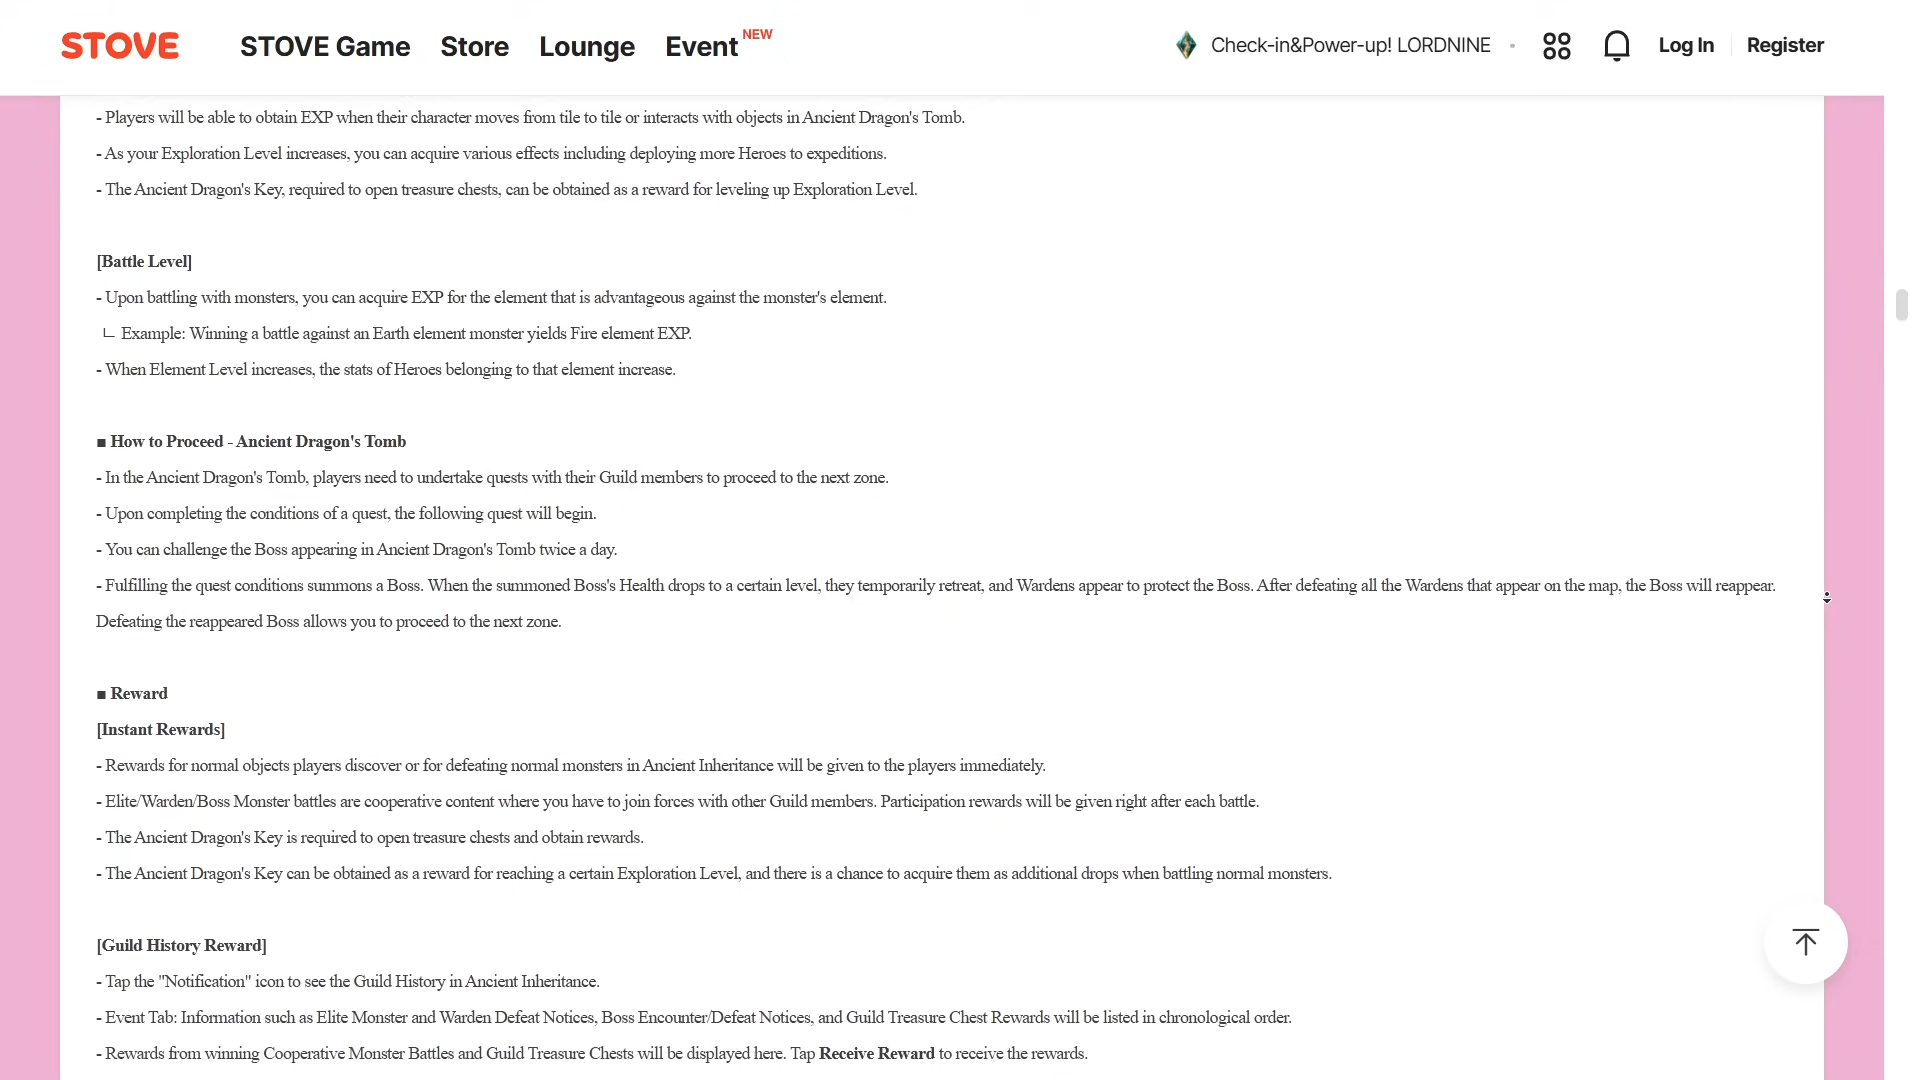 STOVE
STOVE Game
Store
Lounge
Event NEW
Check-in&Power-up! LORDNINE
Log In
Register
- Players will be able to obtain EXP when their character moves from tile to tile or interacts with objects in Ancient Dragon's Tomb.
- As your Exploration Level increases, you can acquire various effects including deploying more Heroes to expeditions.
- The Ancient Dragon's Key, required to open treasure chests, can be obtained as a reward for leveling up Exploration Level.
[Battle Level]
- Upon battling with monsters, you can acquire EXP for the element that is advantageous against the monster's element.
ㄴ Example: Winning a battle against an Earth element monster yields Fire element EXP.
- When Element Level increases, the stats of Heroes belonging to that element increase.
■ How to Proceed - Ancient Dragon's Tomb
- In the Ancient Dragon's Tomb, players need to undertake quests with their Guild members to proceed to the next zone.
- Upon completing the conditions of a quest, the following quest will begin.
- You can challenge the Boss appearing in Ancient Dragon's Tomb twice a day.
- Fulfilling the quest conditions summons a Boss. When the summoned Boss's Health drops to a certain level, they temporarily retreat, and Wardens appear to protect the Boss. After defeating all the Wardens that appear on the map, the Boss will reappear.
Defeating the reappeared Boss allows you to proceed to the next zone.
■ Reward
[Instant Rewards]
- Rewards for normal objects players discover or for defeating normal monsters in Ancient Inheritance will be given to the players immediately.
- Elite/Warden/Boss Monster battles are cooperative content where you have to join forces with other Guild members. Participation rewards will be given right after each battle.
- The Ancient Dragon's Key is required to open treasure chests and obtain rewards.
- The Ancient Dragon's Key can be obtained as a reward for reaching a certain Exploration Level, and there is a chance to acquire them as additional drops when battling normal monsters.
[Guild History Reward]
- Tap the "Notification" icon to see the Guild History in Ancient Inheritance.
- Event Tab: Information such as Elite Monster and Warden Defeat Notices, Boss Encounter/Defeat Notices, and Guild Treasure Chest Rewards will be listed in chronological order.
- Rewards from winning Cooperative Monster Battles and Guild Treasure Chests will be displayed here. Tap Receive Reward to receive the rewards.